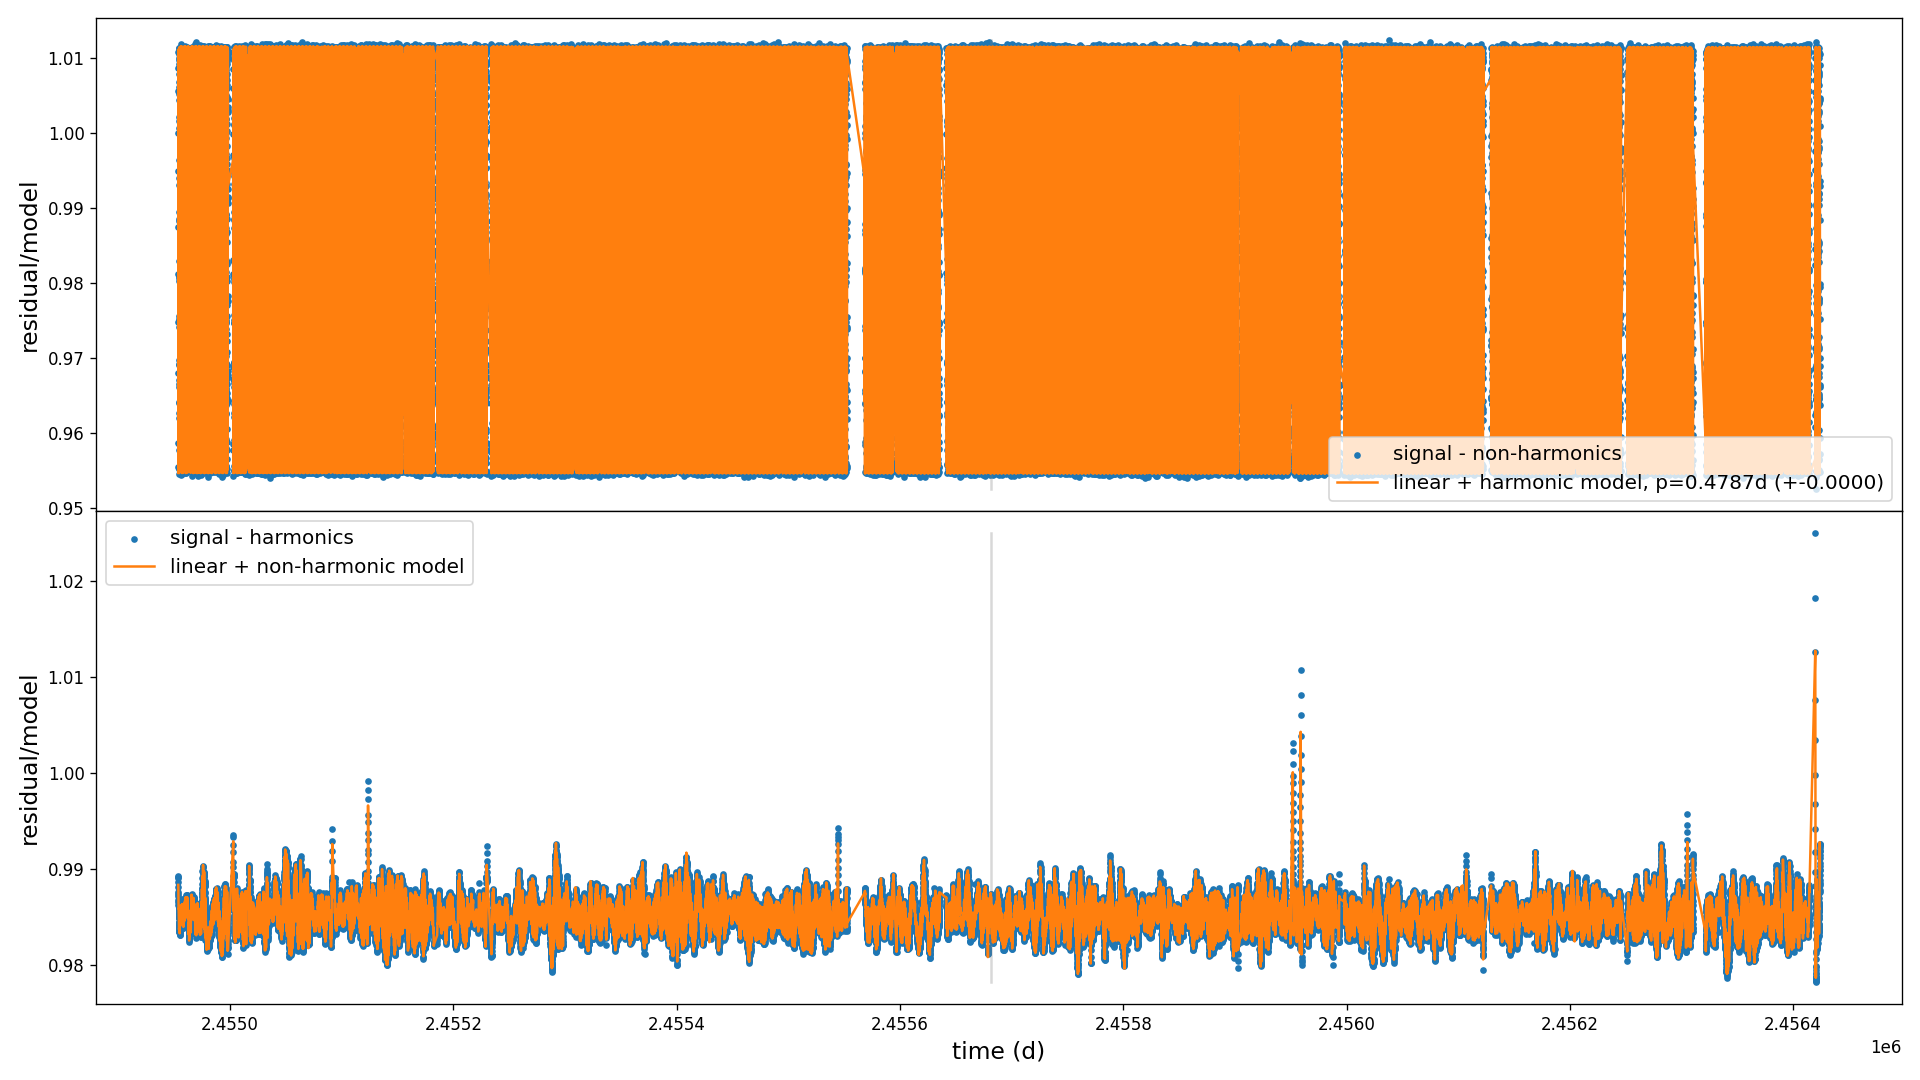 1.01
1.00
0.99
0.98
0.97
0.96
0.95
residual/model
signal - non-harmonics
linear + harmonic model, p=0.4787d (+-0.0000)
signal - harmonics
linear + non-harmonic model
1.02
1.01
1.00
0.99
0.98
residual/model
2.4550
2.4552
2.4554
2.4556
2.4558
2.4560
2.4562
2.4564
1e6
time (d)